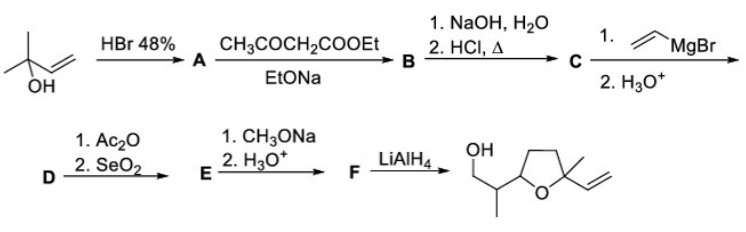 OH
HBr 48%
A
CH₃COCH₂COOEt
EtONa
B
1. NaOH, H₂O
2. HCl, Δ
C
1.
MgBr
2. H₃O⁺
D
1. Ac₂O
2. SeO₂
E
1. CH₃ONa
2. H₃O⁺
F
LiAlH₄
OH
O